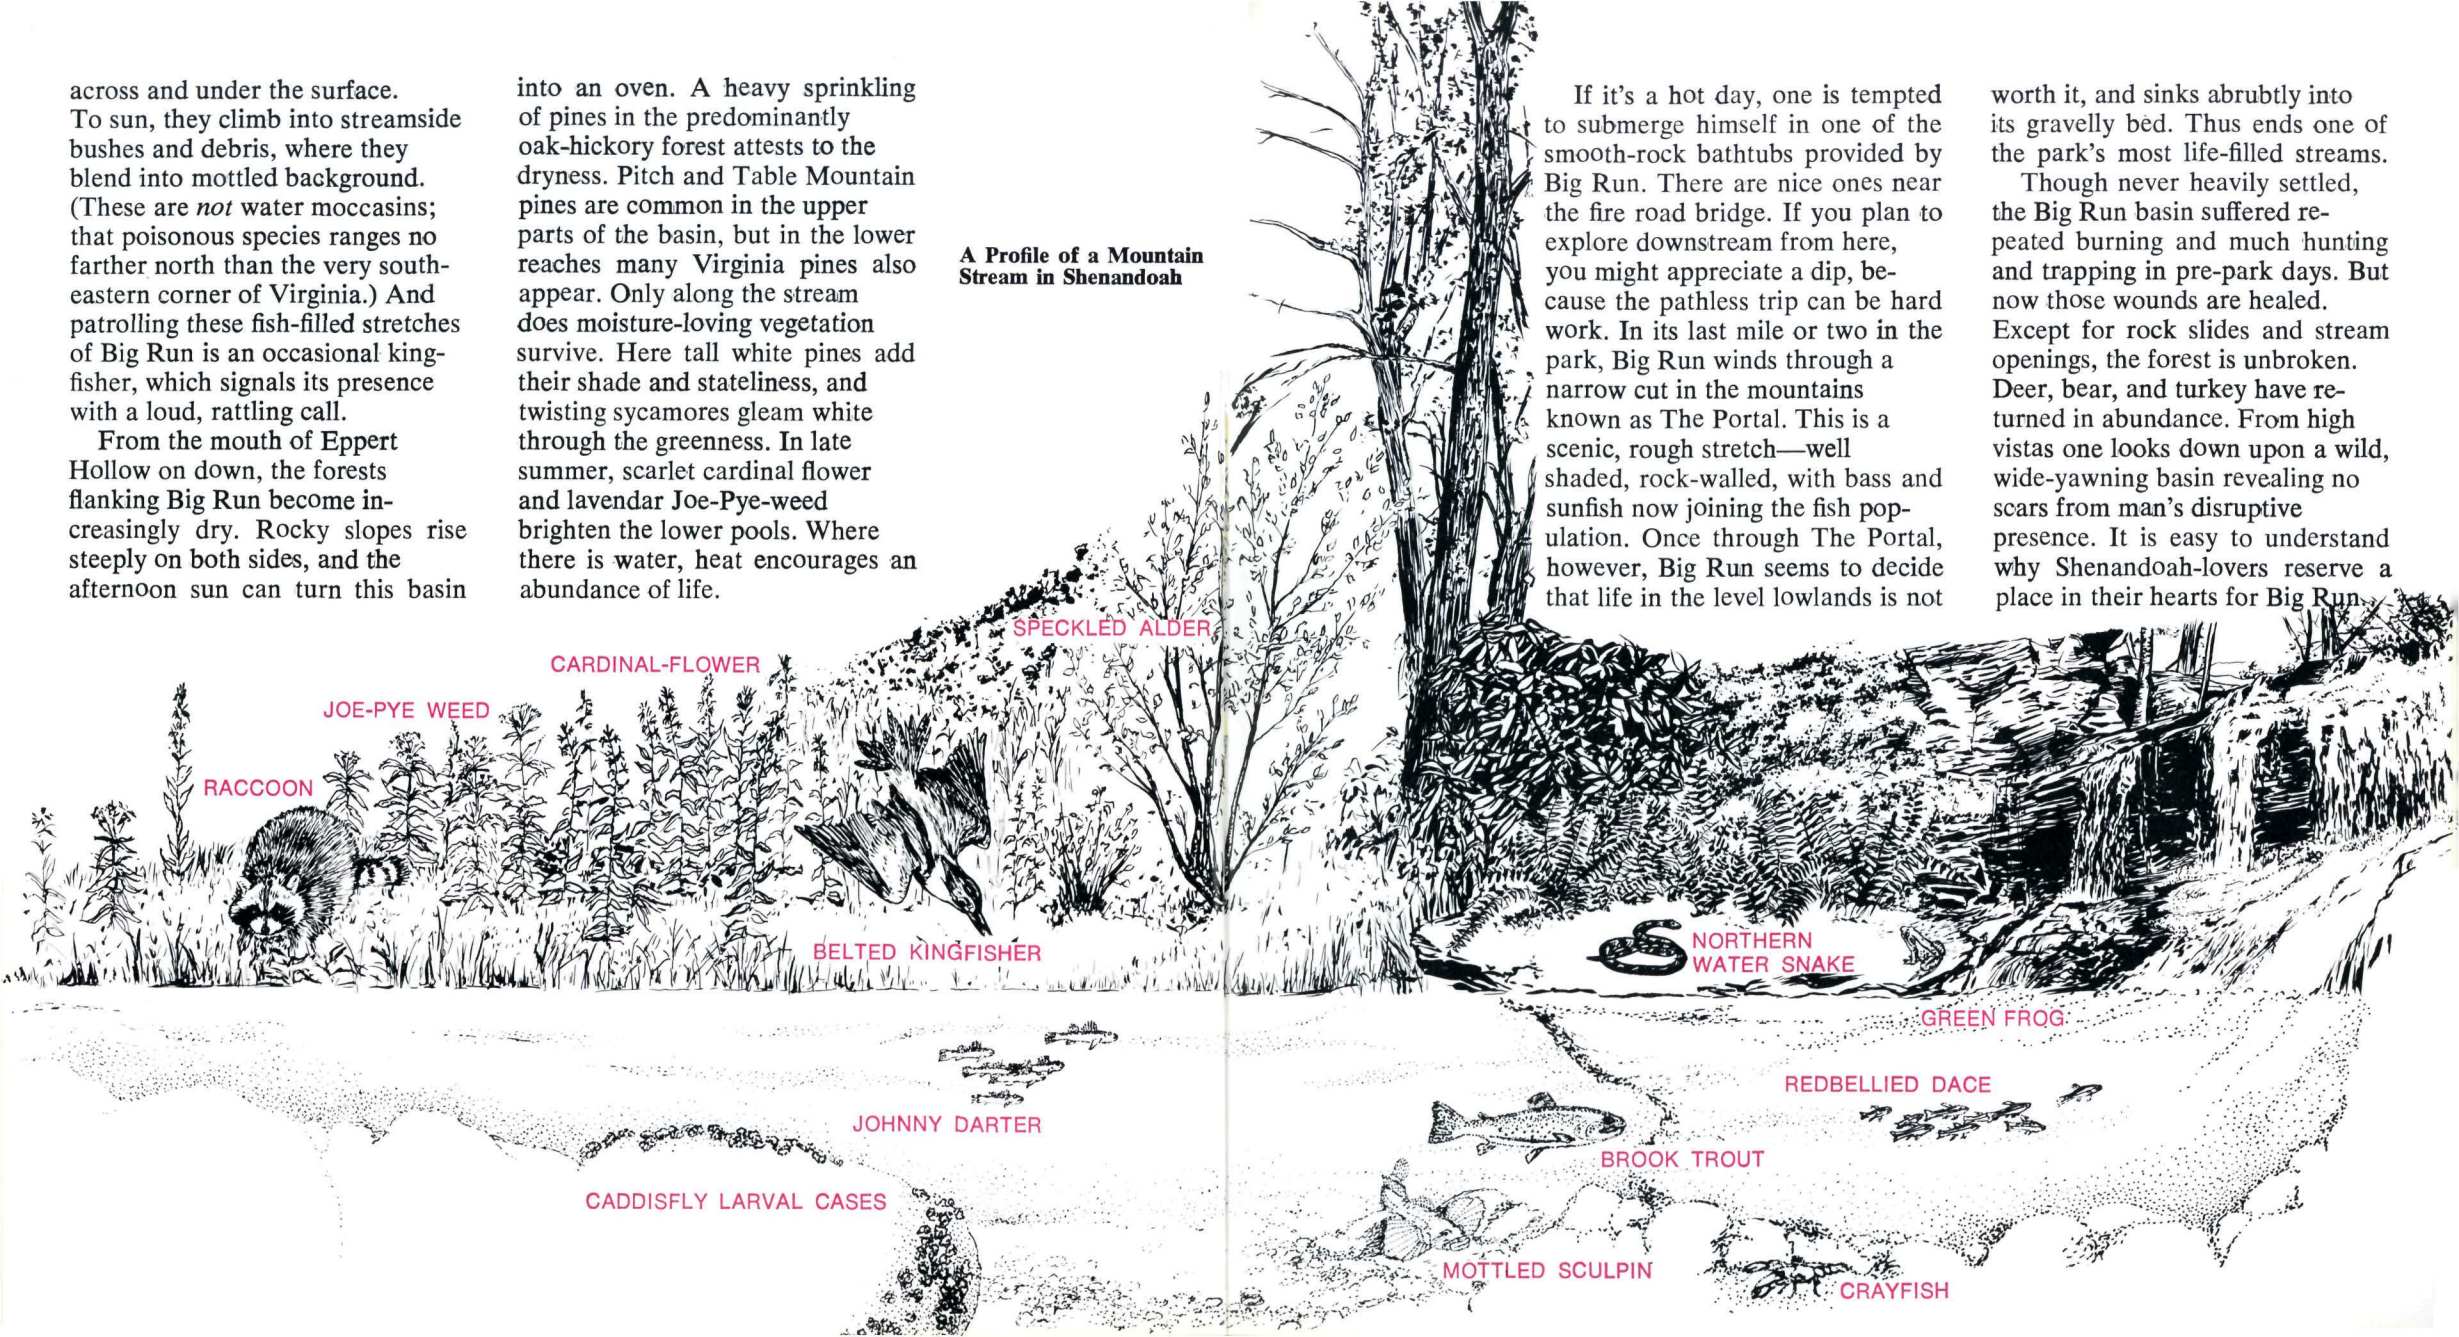 across and under the surface.
To sun, they climb into streamside
bushes and debris, where they
blend into mottled background.
(These are not water moccasins;
that poisonous species ranges no
farther north than the very south-
eastern corner of Virginia.) And
patrolling these fish-filled stretches
of Big Run is an occasional king-
fisher, which signals its presence
with a loud, rattling call.
From the mouth of Eppert
Hollow on down, the forests
flanking Big Run become in-
creasingly dry. Rocky slopes rise
steeply on both sides, and the
afternoon sun can turn this basin
into an oven. A heavy sprinkling
of pines in the predominantly
oak-hickory forest attests to the
dryness. Pitch and Table Mountain
pines are common in the upper
parts of the basin, but in the lower
reaches many Virginia pines also
appear. Only along the stream
does moisture-loving vegetation
survive. Here tall white pines add
their shade and stateliness, and
twisting sycamores gleam white
through the greenness. In late
summer, scarlet cardinal flower
and lavendar Joe-Pye-weed
brighten the lower pools. Where
there is water, heat encourages an
abundance of life.
A Profile of a Mountain
Stream in Shenandoah
If it's a hot day, one is tempted
to submerge himself in one of the
smooth-rock bathtubs provided by
Big Run. There are nice ones near
the fire road bridge. If you plan to
explore downstream from here,
you might appreciate a dip, be-
cause the pathless trip can be hard
work. In its last mile or two in the
park, Big Run winds through a
narrow cut in the mountains
known as The Portal. This is a
scenic, rough stretch—well
shaded, rock-walled, with bass and
sunfish now joining the fish pop-
ulation. Once through The Portal,
however, Big Run seems to decide
that life in the level lowlands is not
worth it, and sinks abrubtly into
its gravelly bed. Thus ends one of
the park's most life-filled streams.
Though never heavily settled,
the Big Run basin suffered re-
peated burning and much hunting
and trapping in pre-park days. But
now those wounds are healed.
Except for rock slides and stream
openings, the forest is unbroken.
Deer, bear, and turkey have re-
turned in abundance. From high
vistas one looks down upon a wild,
wide-yawning basin revealing no
scars from man's disruptive
presence. It is easy to understand
why Shenandoah-lovers reserve a
place in their hearts for Big Run.
SPECKLED ALDER
CARDINAL-FLOWER
JOE-PYE WEED
RACCOON
BELTED KINGFISHER
NORTHERN
WATER SNAKE
GREEN FROG
REDBELLIED DACE
JOHNNY DARTER
BROOK TROUT
CADDISFLY LARVAL CASES
MOTTLED SCULPIN
CRAYFISH